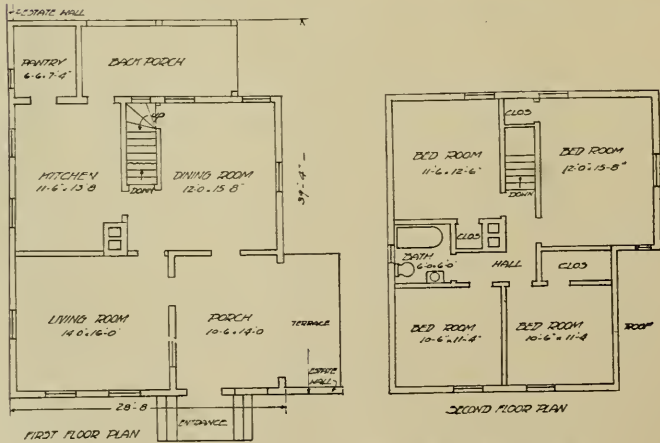 ESTATE WALL
PANTRY
6-6×7-4"
BACK PORCH
UP
KITCHEN
11-6"×13'8
DOWN
DINING ROOM
12'0×15'8"
LIVING ROOM
14'0"×16'-0"
PORCH
10-6×14-0
TERRACE
ESTATE
WALL
28'-8
ENTRANCE
FIRST FLOOR PLAN
CLOS
BED ROOM
11-6"×12-6"
BED ROOM
12'0×15-8"
DOWN
CLOS
BATH
6-0×6'0"
HALL
CLOS
BED ROOM
10-6"×11-4"
BED ROOM
10-6"×11-4
ROOF
SECOND FLOOR PLAN